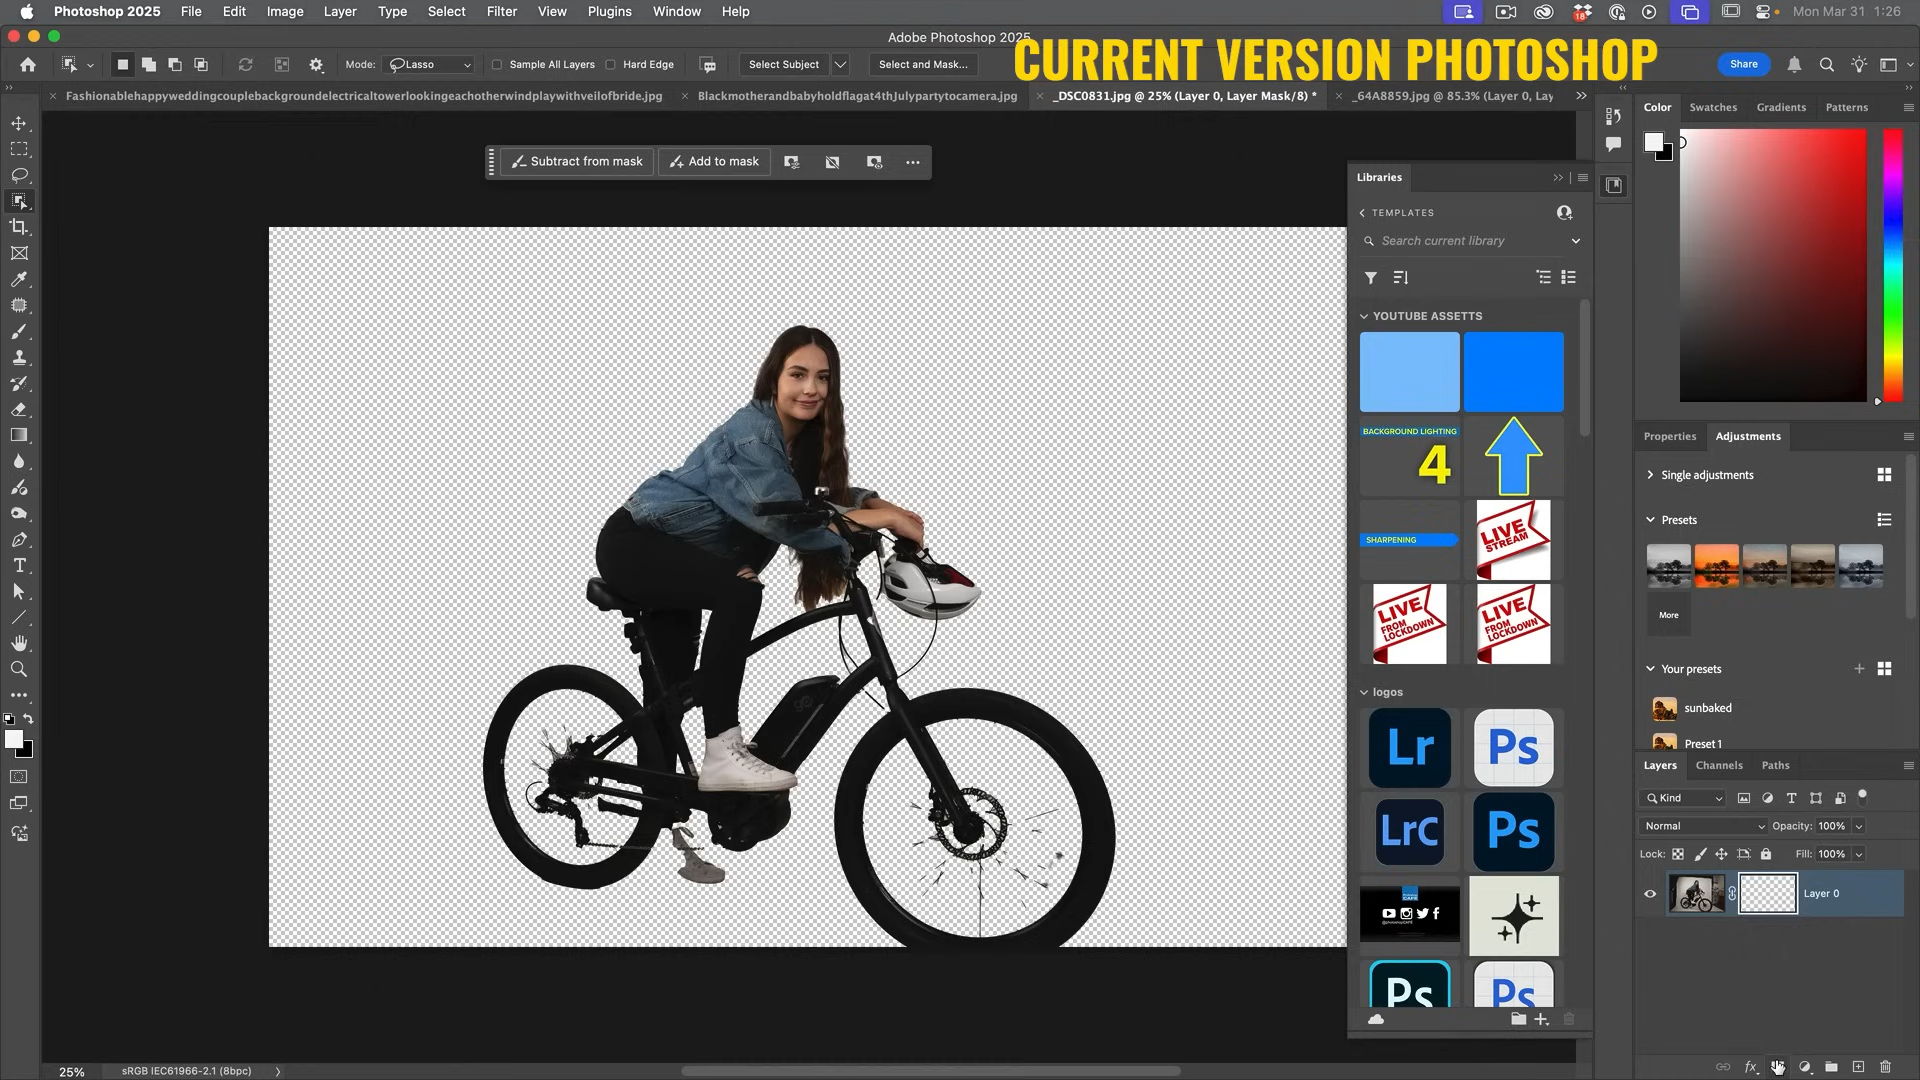 Photoshop 2025 File Edit Image Layer Type Select Filter View Plugins Window Help
18
Mon Mar 31 1:26
Adobe Photoshop 2025
CURRENT VERSION PHOTOSHOP
Mode: Lasso Sample All Layers Hard Edge Select Subject Select and Mask... Share
Fashionablehappyweddingcouplebackgroundelectricaltowerlookingeachotherwindplaywithveilofbride.jpg
Blackmotherandbabyholdflagat4thJulypartytocamera.jpg
_DSC0831.jpg @ 25% (Layer 0, Layer Mask/8) *
_64A8859.jpg @ 85.3% (Layer 0, Lay
Subtract from mask Add to mask
Libraries
TEMPLATES
Search current library
YOUTUBE ASSETTS
BACKGROUND LIGHTING
4
SHARPENING
LIVE
STREAM
LIVE
FROM
LOCKDOWN
LIVE
FROM
LOCKDOWN
logos
Lr
Ps
LrC
Ps
Ps
Ps
Color Swatches Gradients Patterns
Properties Adjustments
Single adjustments
Presets
More
Your presets
sunbaked
Preset 1
Layers Channels Paths
Kind
Normal Opacity: 100%
Lock: Fill: 100%
Layer 0
fx
25% sRGB IEC61966-2.1 (8bpc)